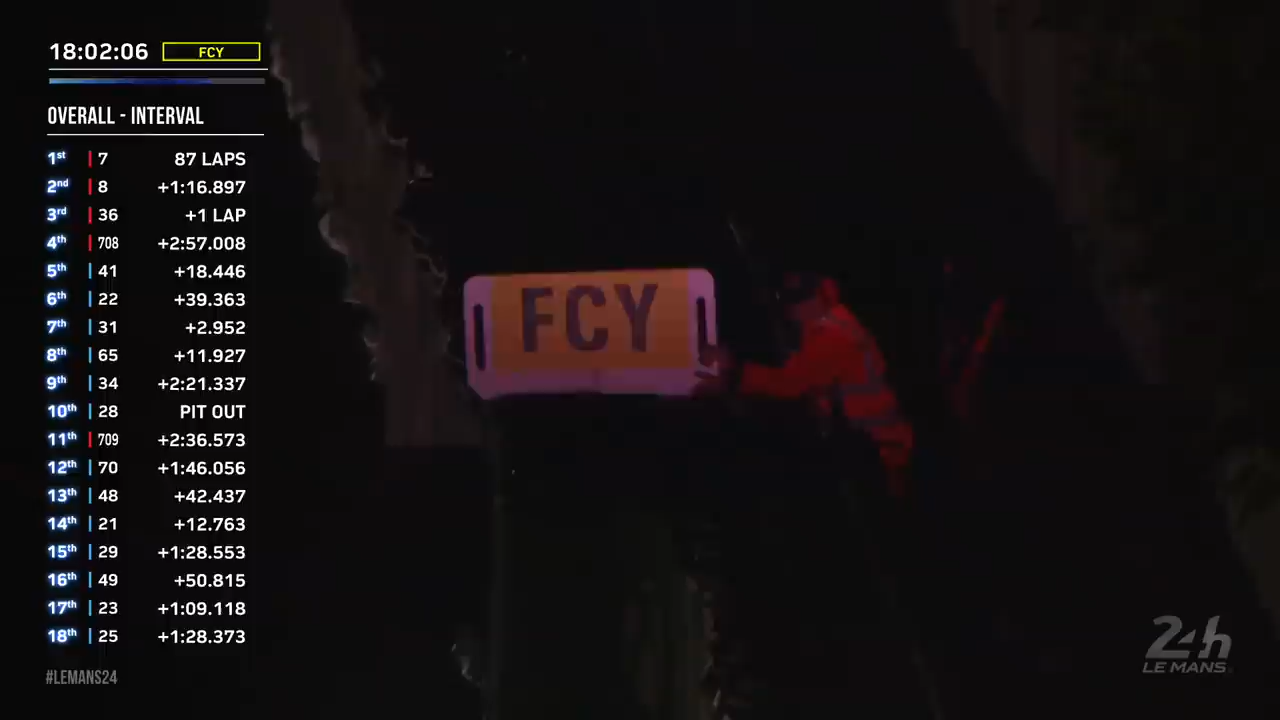 18:02:06 FCY
OVERALL - INTERVAL
1st 7 87 LAPS
2nd 8 +1:16.897
3rd 36 +1 LAP
4th 708 +2:57.008
5th 41 +18.446
6th 22 +39.363
7th 31 +2.952
8th 65 +11.927
9th 34 +2:21.337
10th 28 PIT OUT
11th 709 +2:36.573
12th 70 +1:46.056
13th 48 +42.437
14th 21 +12.763
15th 29 +1:28.553
16th 49 +50.815
17th 23 +1:09.118
18th 25 +1:28.373
#LEMANS24
FCY
24h
LE MANS